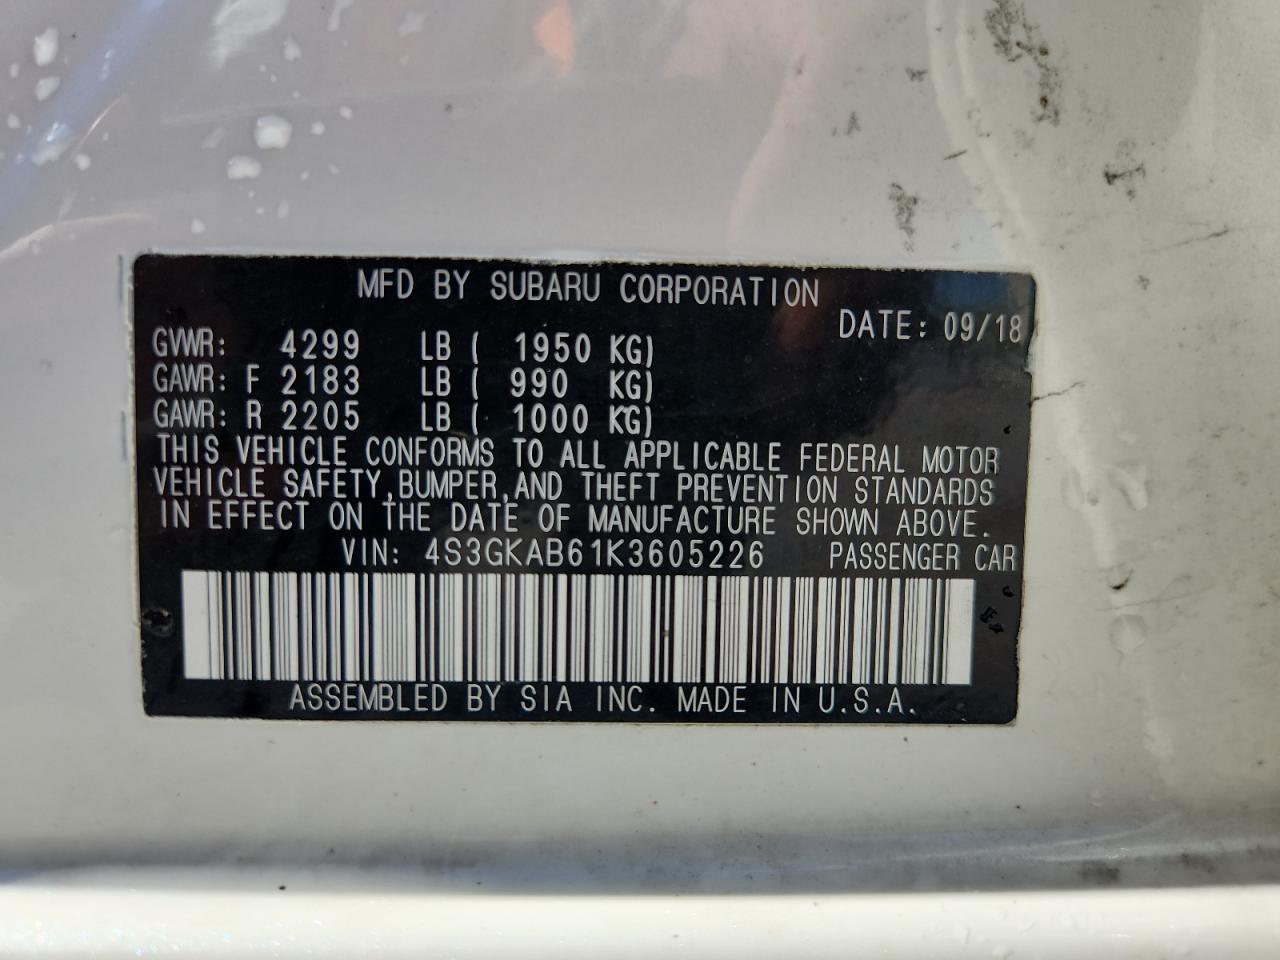 MFD BY SUBARU CORPORATION
DATE: 09/18
GVWR: 4299 LB ( 1950 KG)
GAWR: F 2183 LB ( 990 KG)
GAWR: R 2205 LB ( 1000 KG)
THIS VEHICLE CONFORMS TO ALL APPLICABLE FEDERAL MOTOR
VEHICLE SAFETY,BUMPER,AND THEFT PREVENTION STANDARDS
IN EFFECT ON THE DATE OF MANUFACTURE SHOWN ABOVE.
VIN: 4S3GKAB61K3605226 PASSENGER CAR
ASSEMBLED BY SIA INC. MADE IN U.S.A.